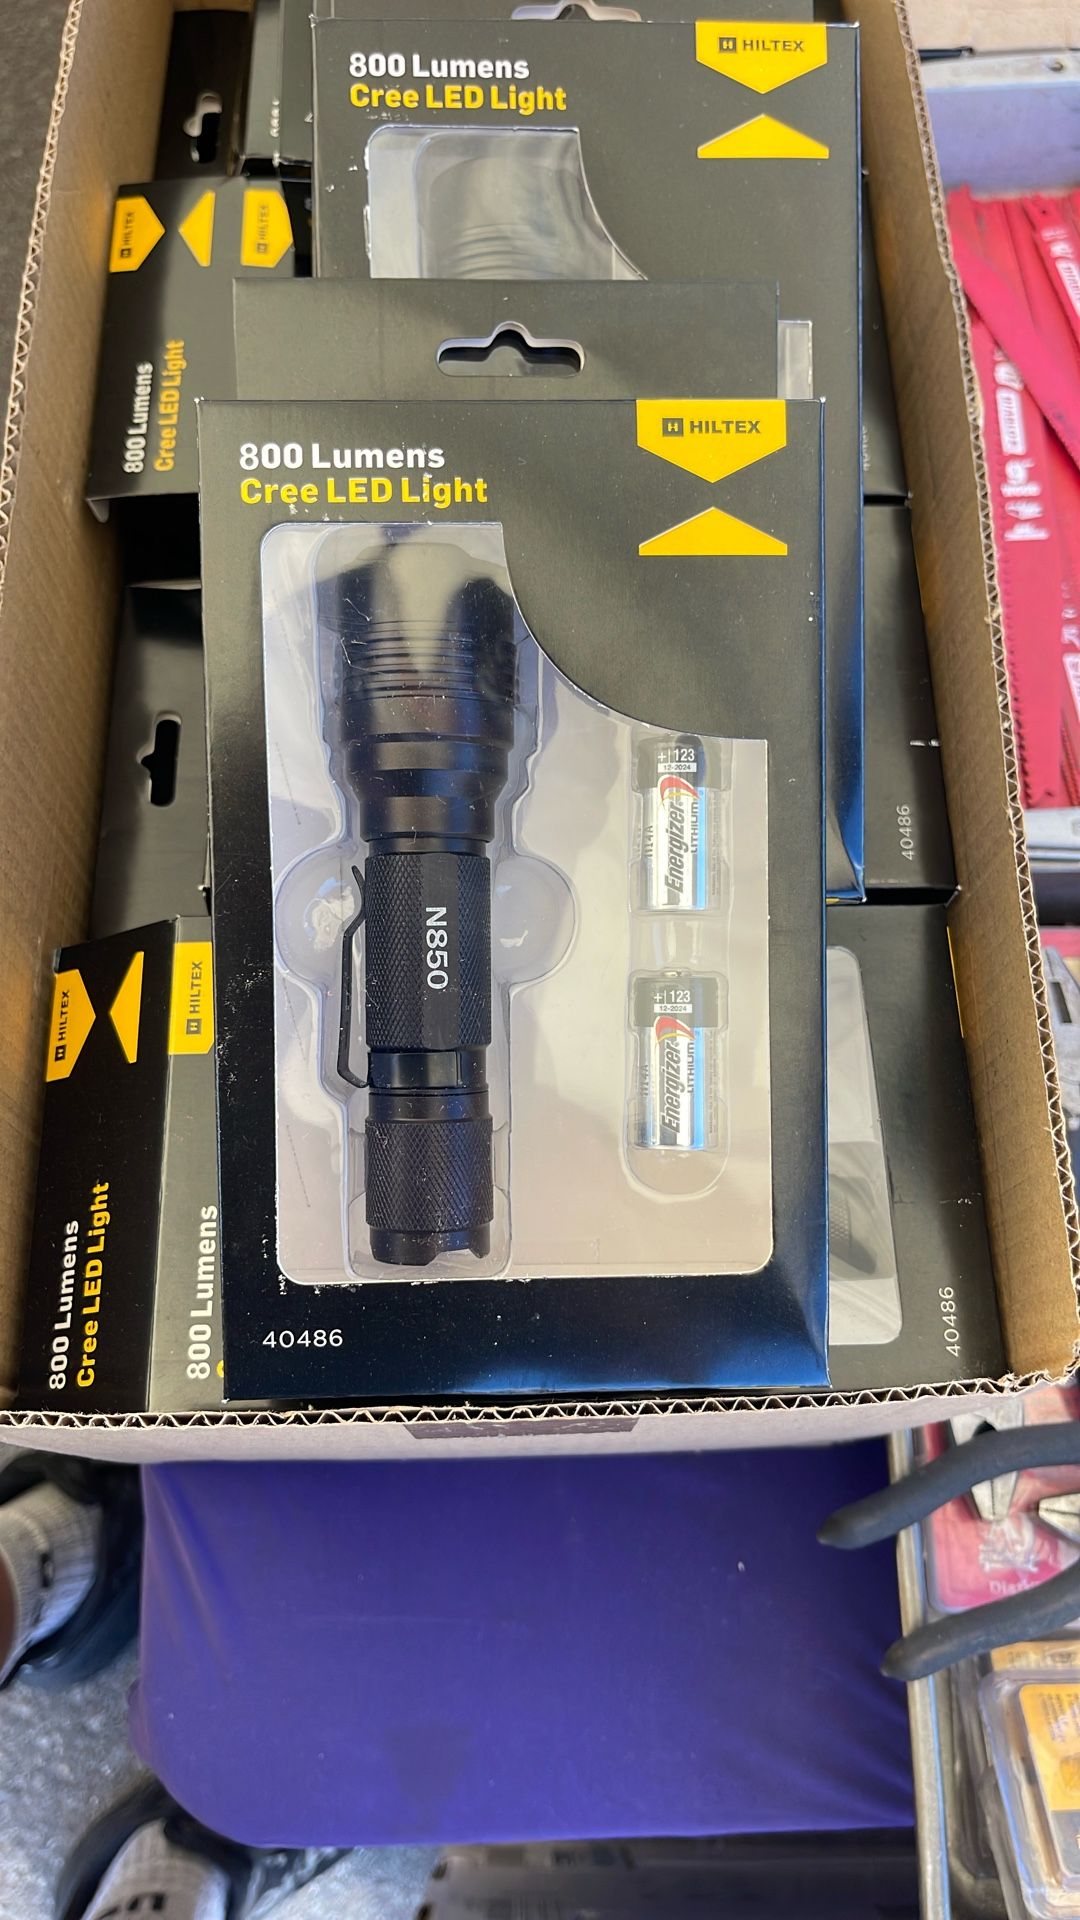 800 Lumens
Cree LED Light
HILTEX
HILTEX
HILTEX
800 Lumens
Cree LED Light
800 Lumens
Cree LED Light
HILTEX
N850
+ 123
12-2024
Energizer
LITHIUM
+ 123
12-2024
Energizer
LITHIUM
40486
40486
40486
HILTEX
800 Lumens
Cree LED Light
HILTEX
800 Lumens
DIABLO